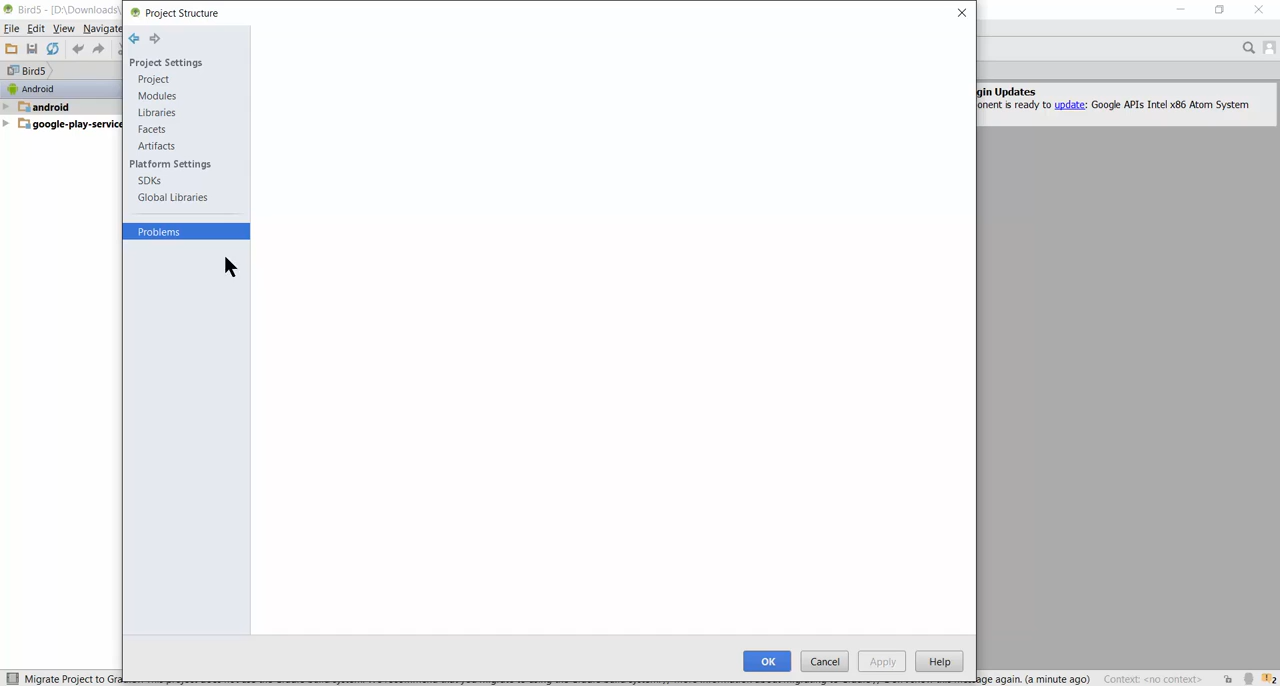 Bird5 - [D:\Downloads\
Project Structure
File Edit View Navigate
Bird5
Android
android
google-play-service
Project Settings
Project
Modules
Libraries
Facets
Artifacts
Platform Settings
SDKs
Global Libraries
Problems
gin Updates
onent is ready to update: Google APIs Intel x86 Atom System
OK Cancel Apply Help
Migrate Project to Gra
ge again. (a minute ago) Context: <no context> 2